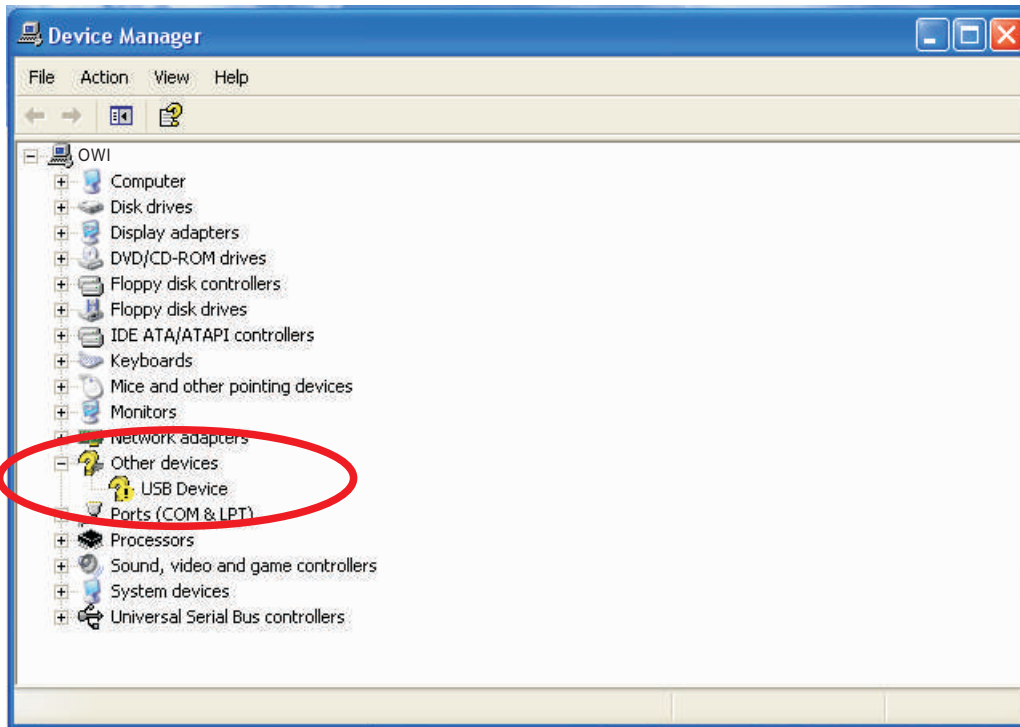 Device Manager
File Action View Help
OWI
Computer
Disk drives
Display adapters
DVD/CD-ROM drives
Floppy disk controllers
Floppy disk drives
IDE ATA/ATAPI controllers
Keyboards
Mice and other pointing devices
Monitors
Network adapters
Other devices
USB Device
Ports (COM & LPT)
Processors
Sound, video and game controllers
System devices
Universal Serial Bus controllers